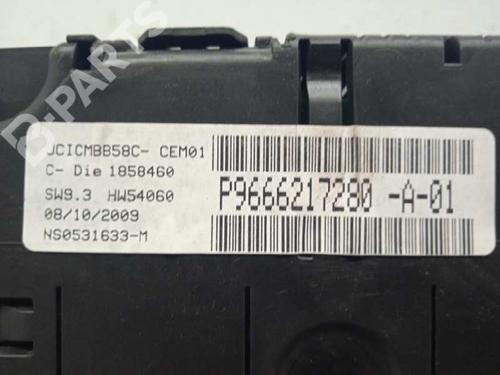 B-PARTS
JCICMBB58C- CEM01
C- Die 1858460
SW9.3 HW54060
08/10/2009
NS0531633-M
P9666217280 -A-01